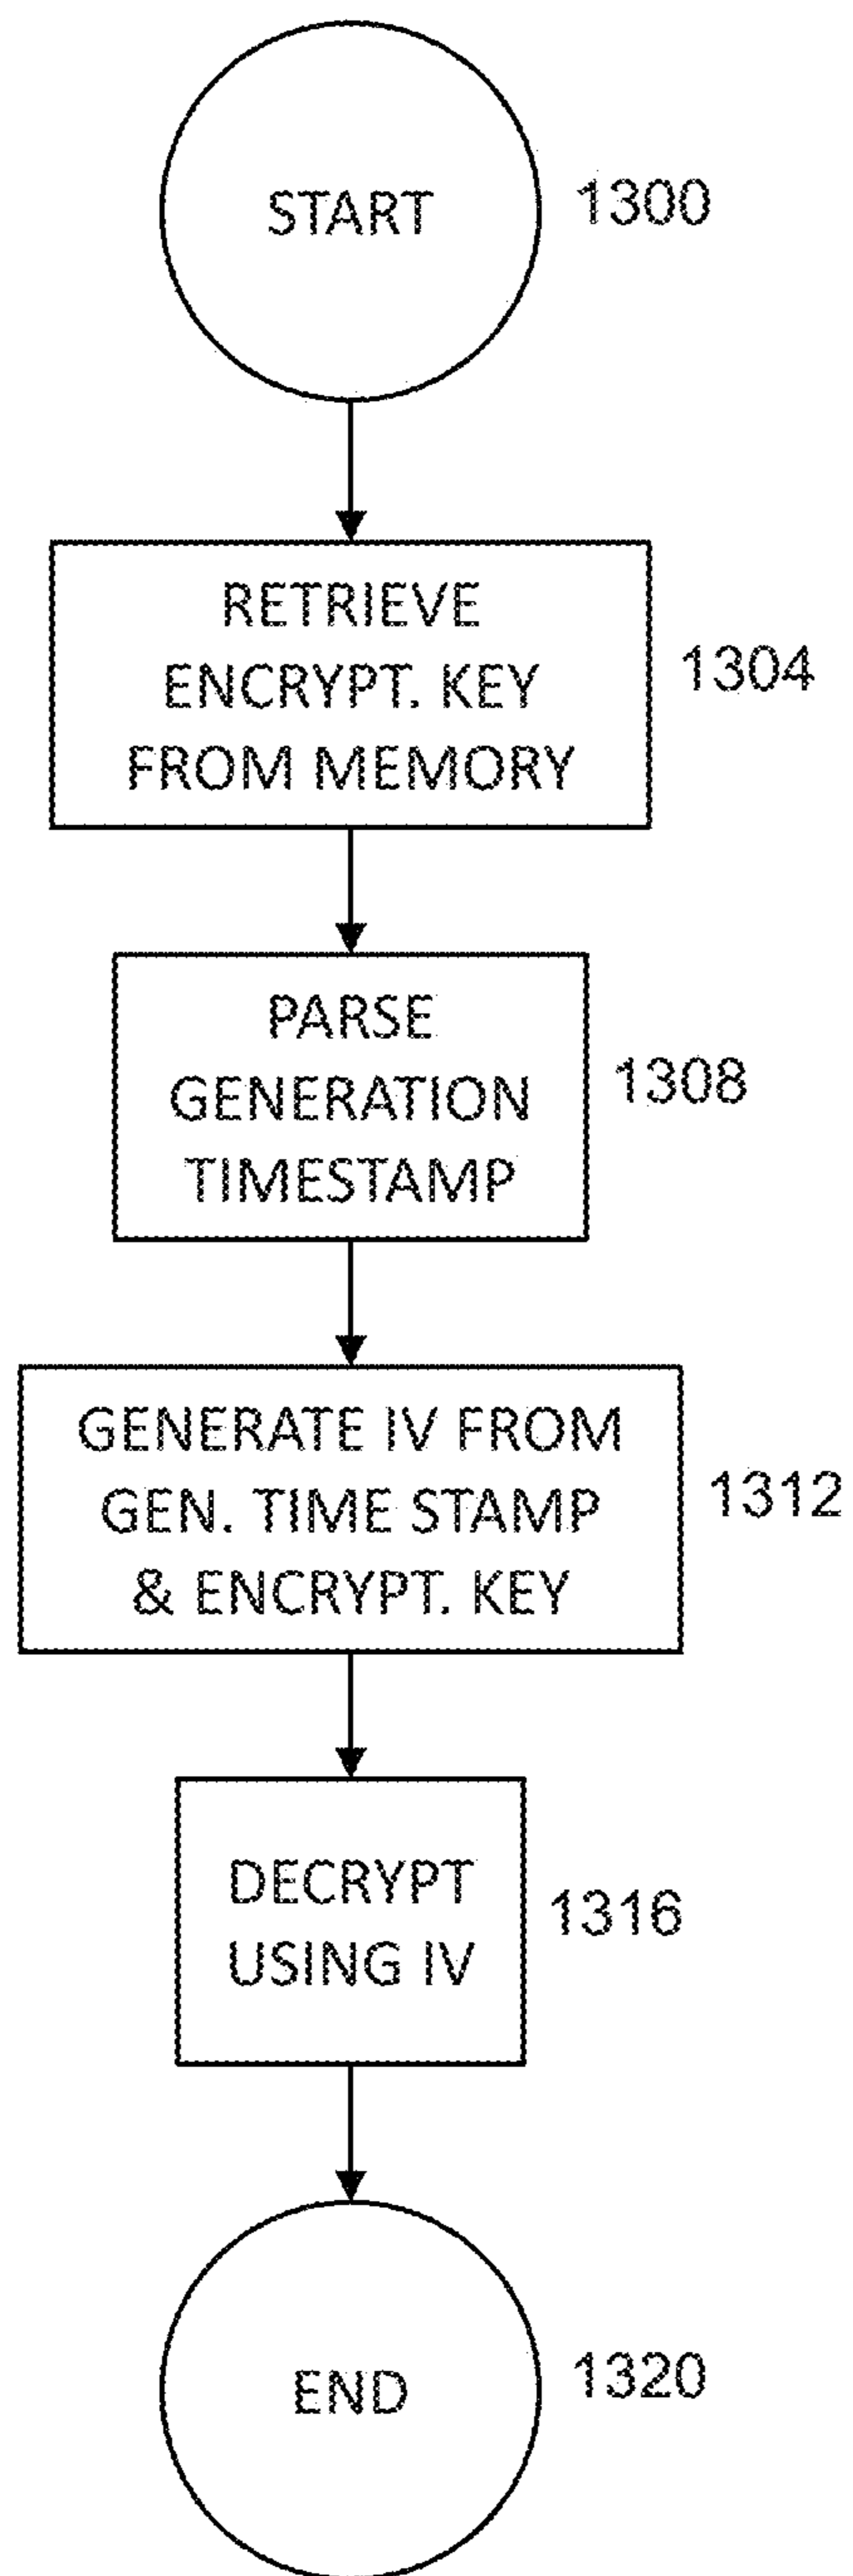 START
1300
RETRIEVE
ENCRYPT. KEY
FROM MEMORY
1304
PARSE
GENERATION
TIMESTAMP
1308
GENERATE IV FROM
GEN. TIME STAMP
& ENCRYPT. KEY
1312
DECRYPT
USING IV
1316
END
1320